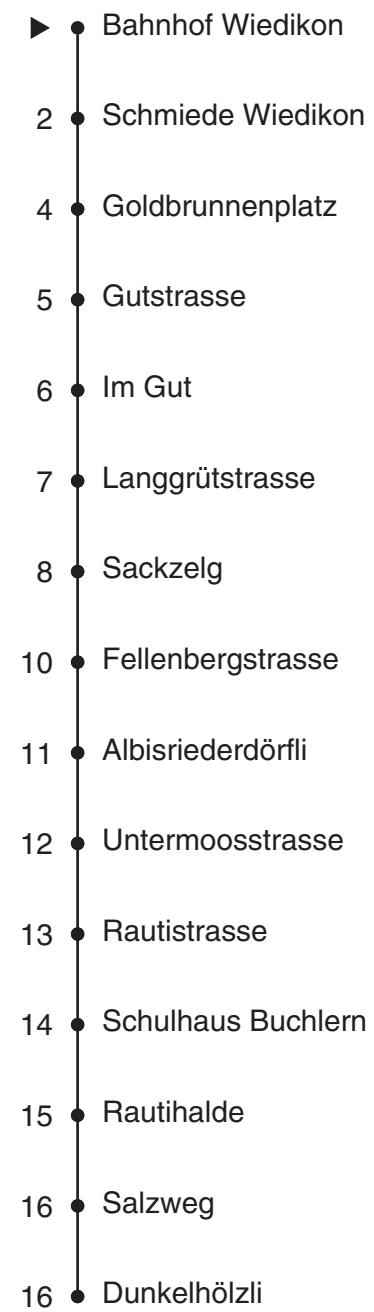 Bahnhof Wiedikon
2 Schmiede Wiedikon
4 Goldbrunnenplatz
5 Gutstrasse
6 Im Gut
7 Langgrütstrasse
8 Sackzelg
10 Fellenbergstrasse
11 Albisriederdörfli
12 Untermoosstrasse
13 Rautistrasse
14 Schulhaus Buchlern
15 Rautihalde
16 Salzweg
16 Dunkelhölzli